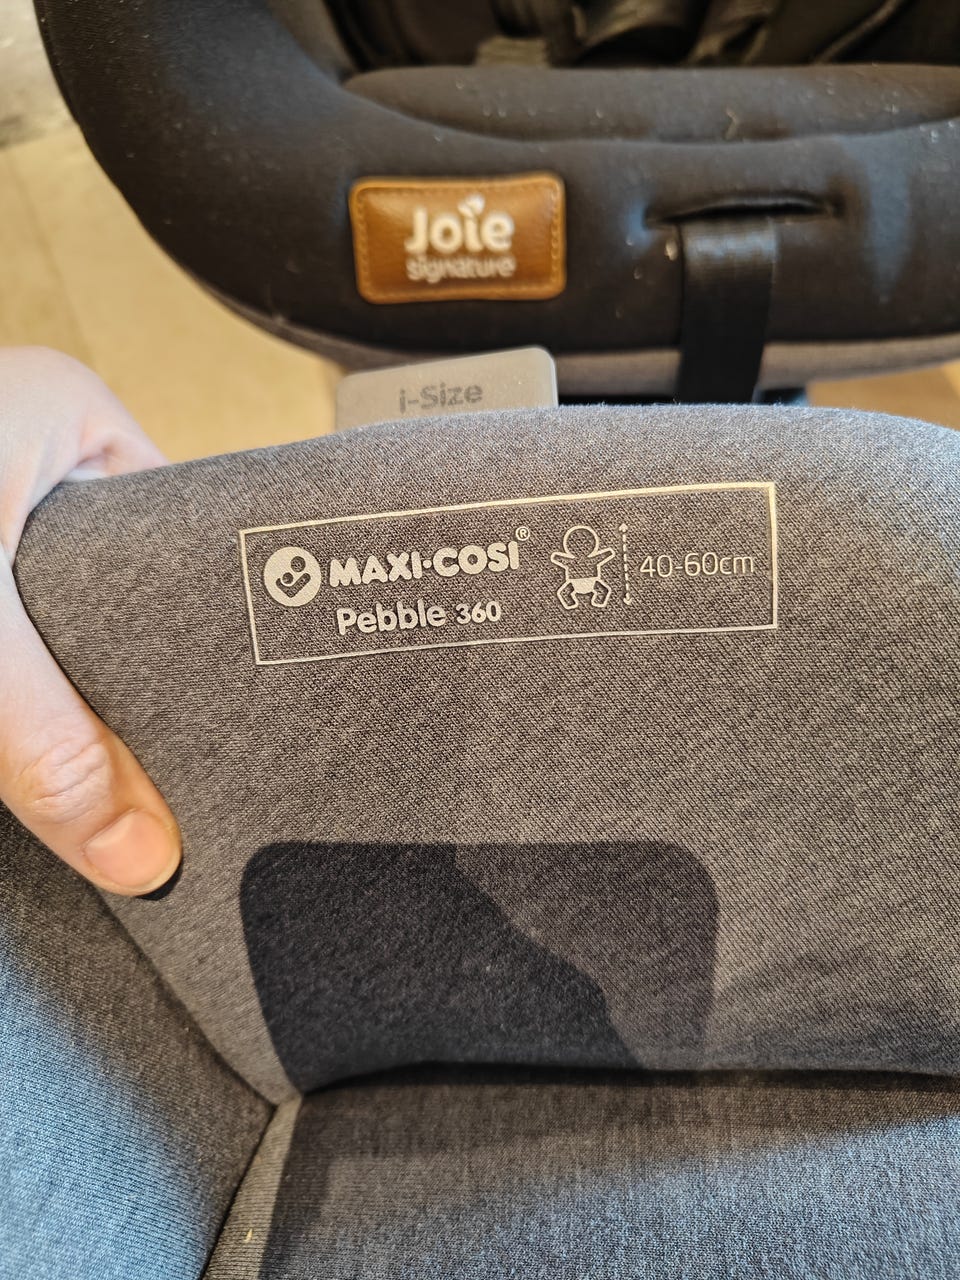 Joie
signature
i-Size
MAXI-COSI®
Pebble 360
40-60cm